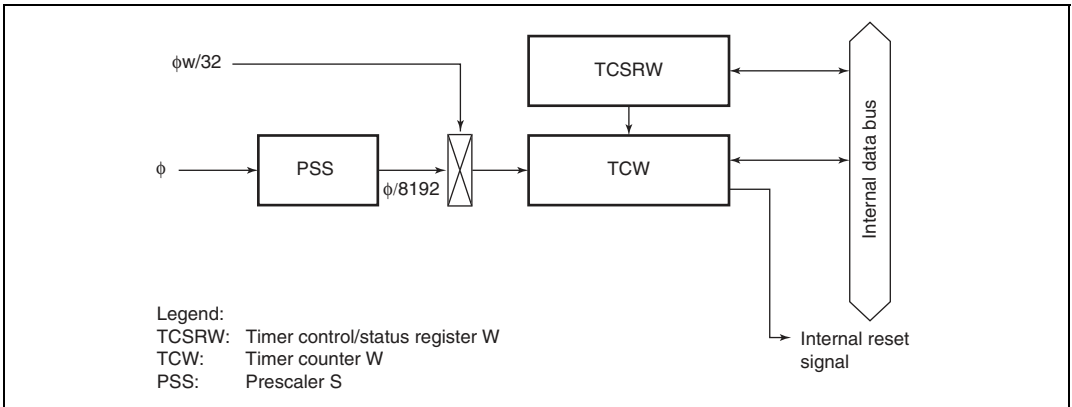 ϕw/32
TCSRW
ϕ
PSS
ϕ/8192
TCW
Internal data bus
Internal reset
signal
Legend:
TCSRW: Timer control/status register W
TCW: Timer counter W
PSS: Prescaler S